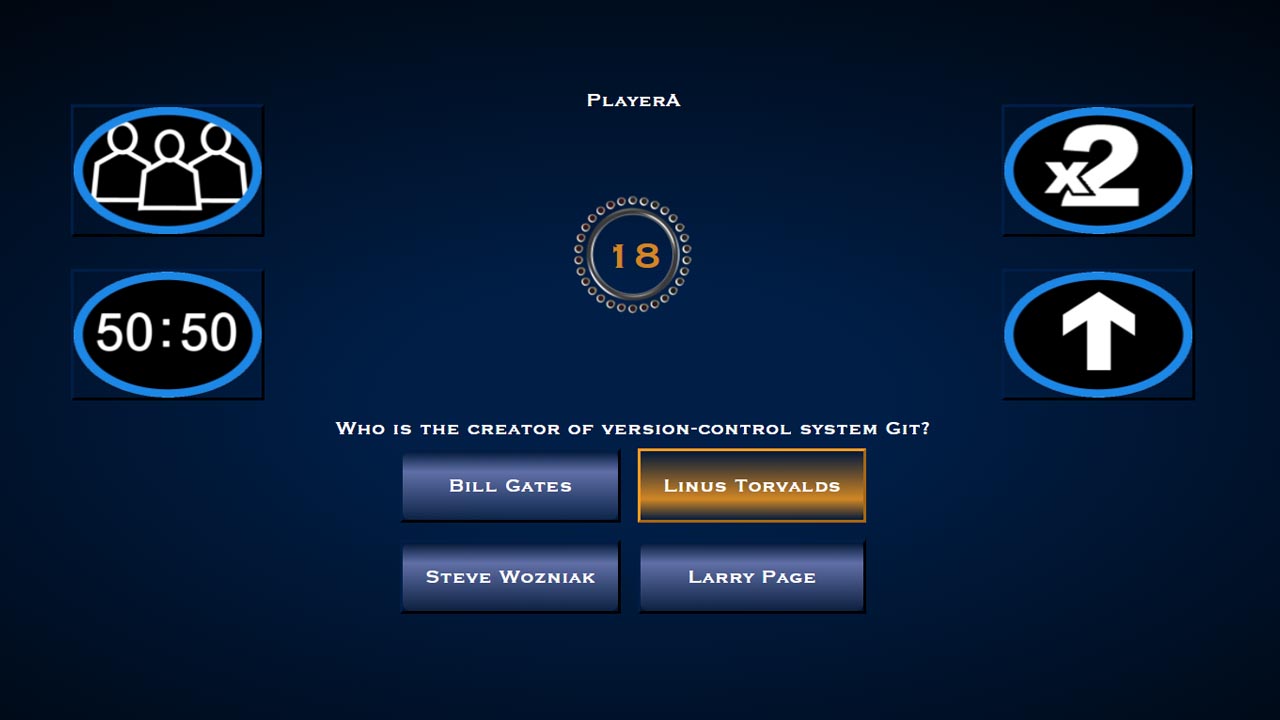 PlayerA
x2
18
50:50
Who is the creator of version-control system Git?
Bill Gates
Linus Torvalds
Steve Wozniak
Larry Page